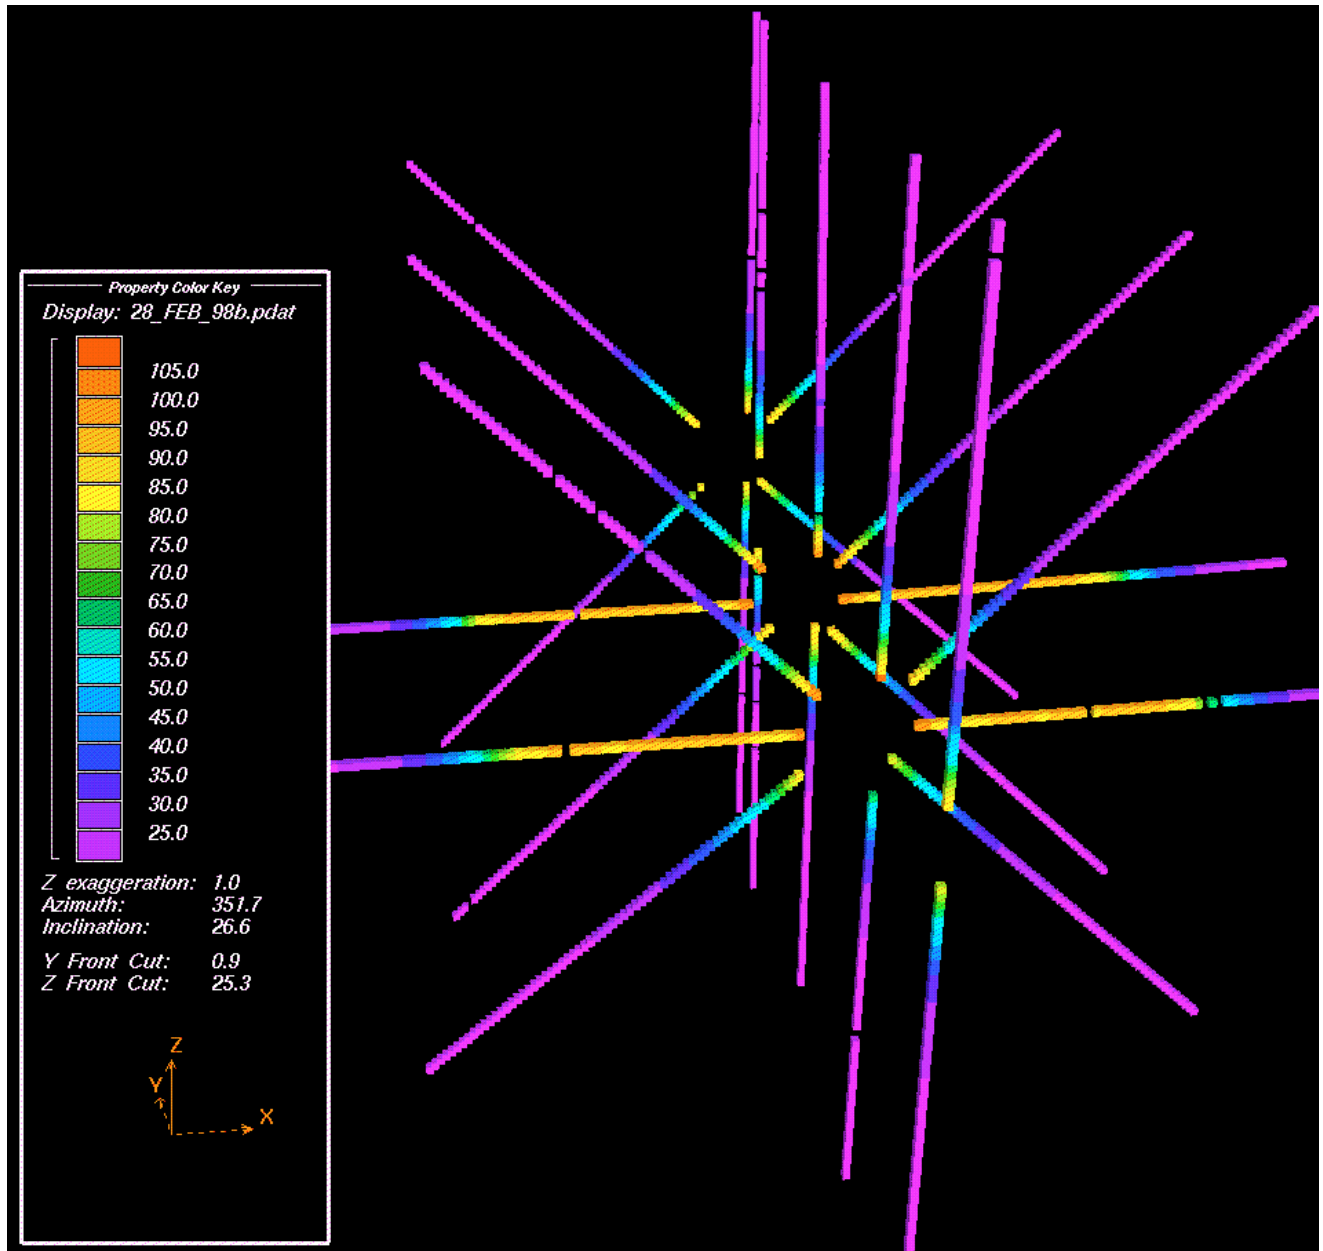 Property Color Key
Display: 28_FEB_98b.pdat
105.0
100.0
95.0
90.0
85.0
80.0
75.0
70.0
65.0
60.0
55.0
50.0
45.0
40.0
35.0
30.0
25.0
Z exaggeration: 1.0
Azimuth: 351.7
Inclination: 26.6
Y Front Cut: 0.9
Z Front Cut: 25.3
Z
Y
X